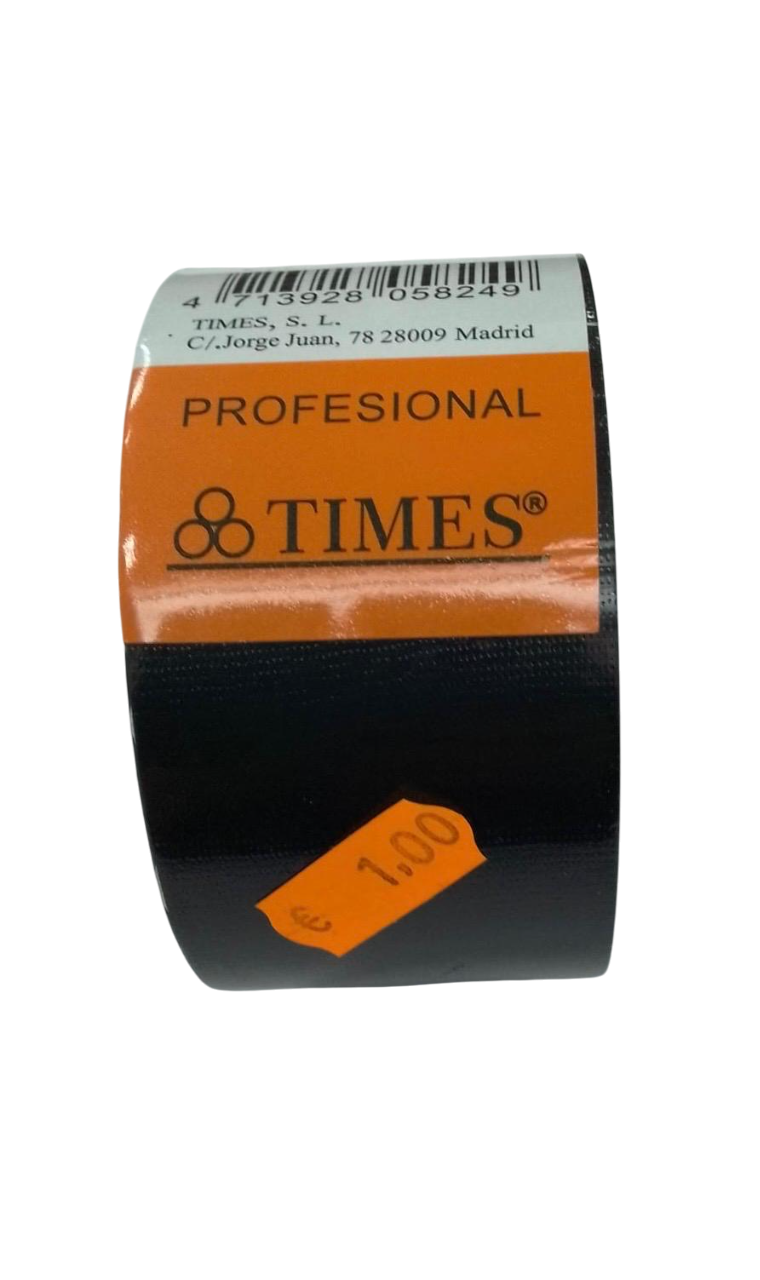 4 713928 058249
TIMES, S. L.
C/.Jorge Juan, 78 28009 Madrid
PROFESIONAL
TIMES®
€ 1,00